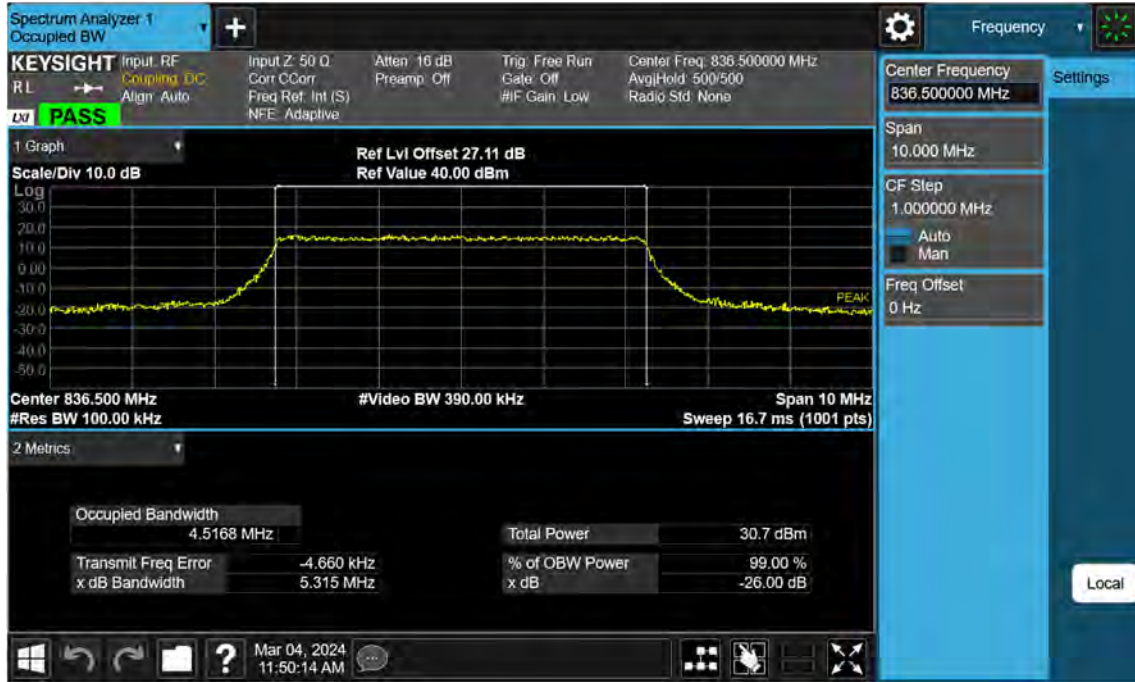 Spectrum Analyzer 1
Occupied BW
Frequency
KEYSIGHT
RL
LXI
PASS
Input: RF
Coupling: DC
Align: Auto
Input Z: 50 Ω
Corr CCorr
Freq Ref: Int (S)
NFE: Adaptive
Atten: 16 dB
Preamp: Off
Trig: Free Run
Gate: Off
#IF Gain: Low
Center Freq: 836.500000 MHz
Avg|Hold: 500/500
Radio Std: None
Center Frequency
836.500000 MHz
Settings
Span
10.000 MHz
CF Step
1.000000 MHz
Auto
Man
Freq Offset
0 Hz
Local
1 Graph
Scale/Div 10.0 dB
Ref Lvl Offset 27.11 dB
Ref Value 40.00 dBm
Log
30.0
20.0
10.0
0.00
-10.0
-20.0
-30.0
-40.0
-50.0
PEAK
Center 836.500 MHz
#Video BW 390.00 kHz
Span 10 MHz
#Res BW 100.00 kHz
Sweep 16.7 ms (1001 pts)
2 Metrics
Occupied Bandwidth
4.5168 MHz
Total Power 30.7 dBm
Transmit Freq Error -4.660 kHz
% of OBW Power 99.00 %
x dB Bandwidth 5.315 MHz
x dB -26.00 dB
?
Mar 04, 2024
11:50:14 AM